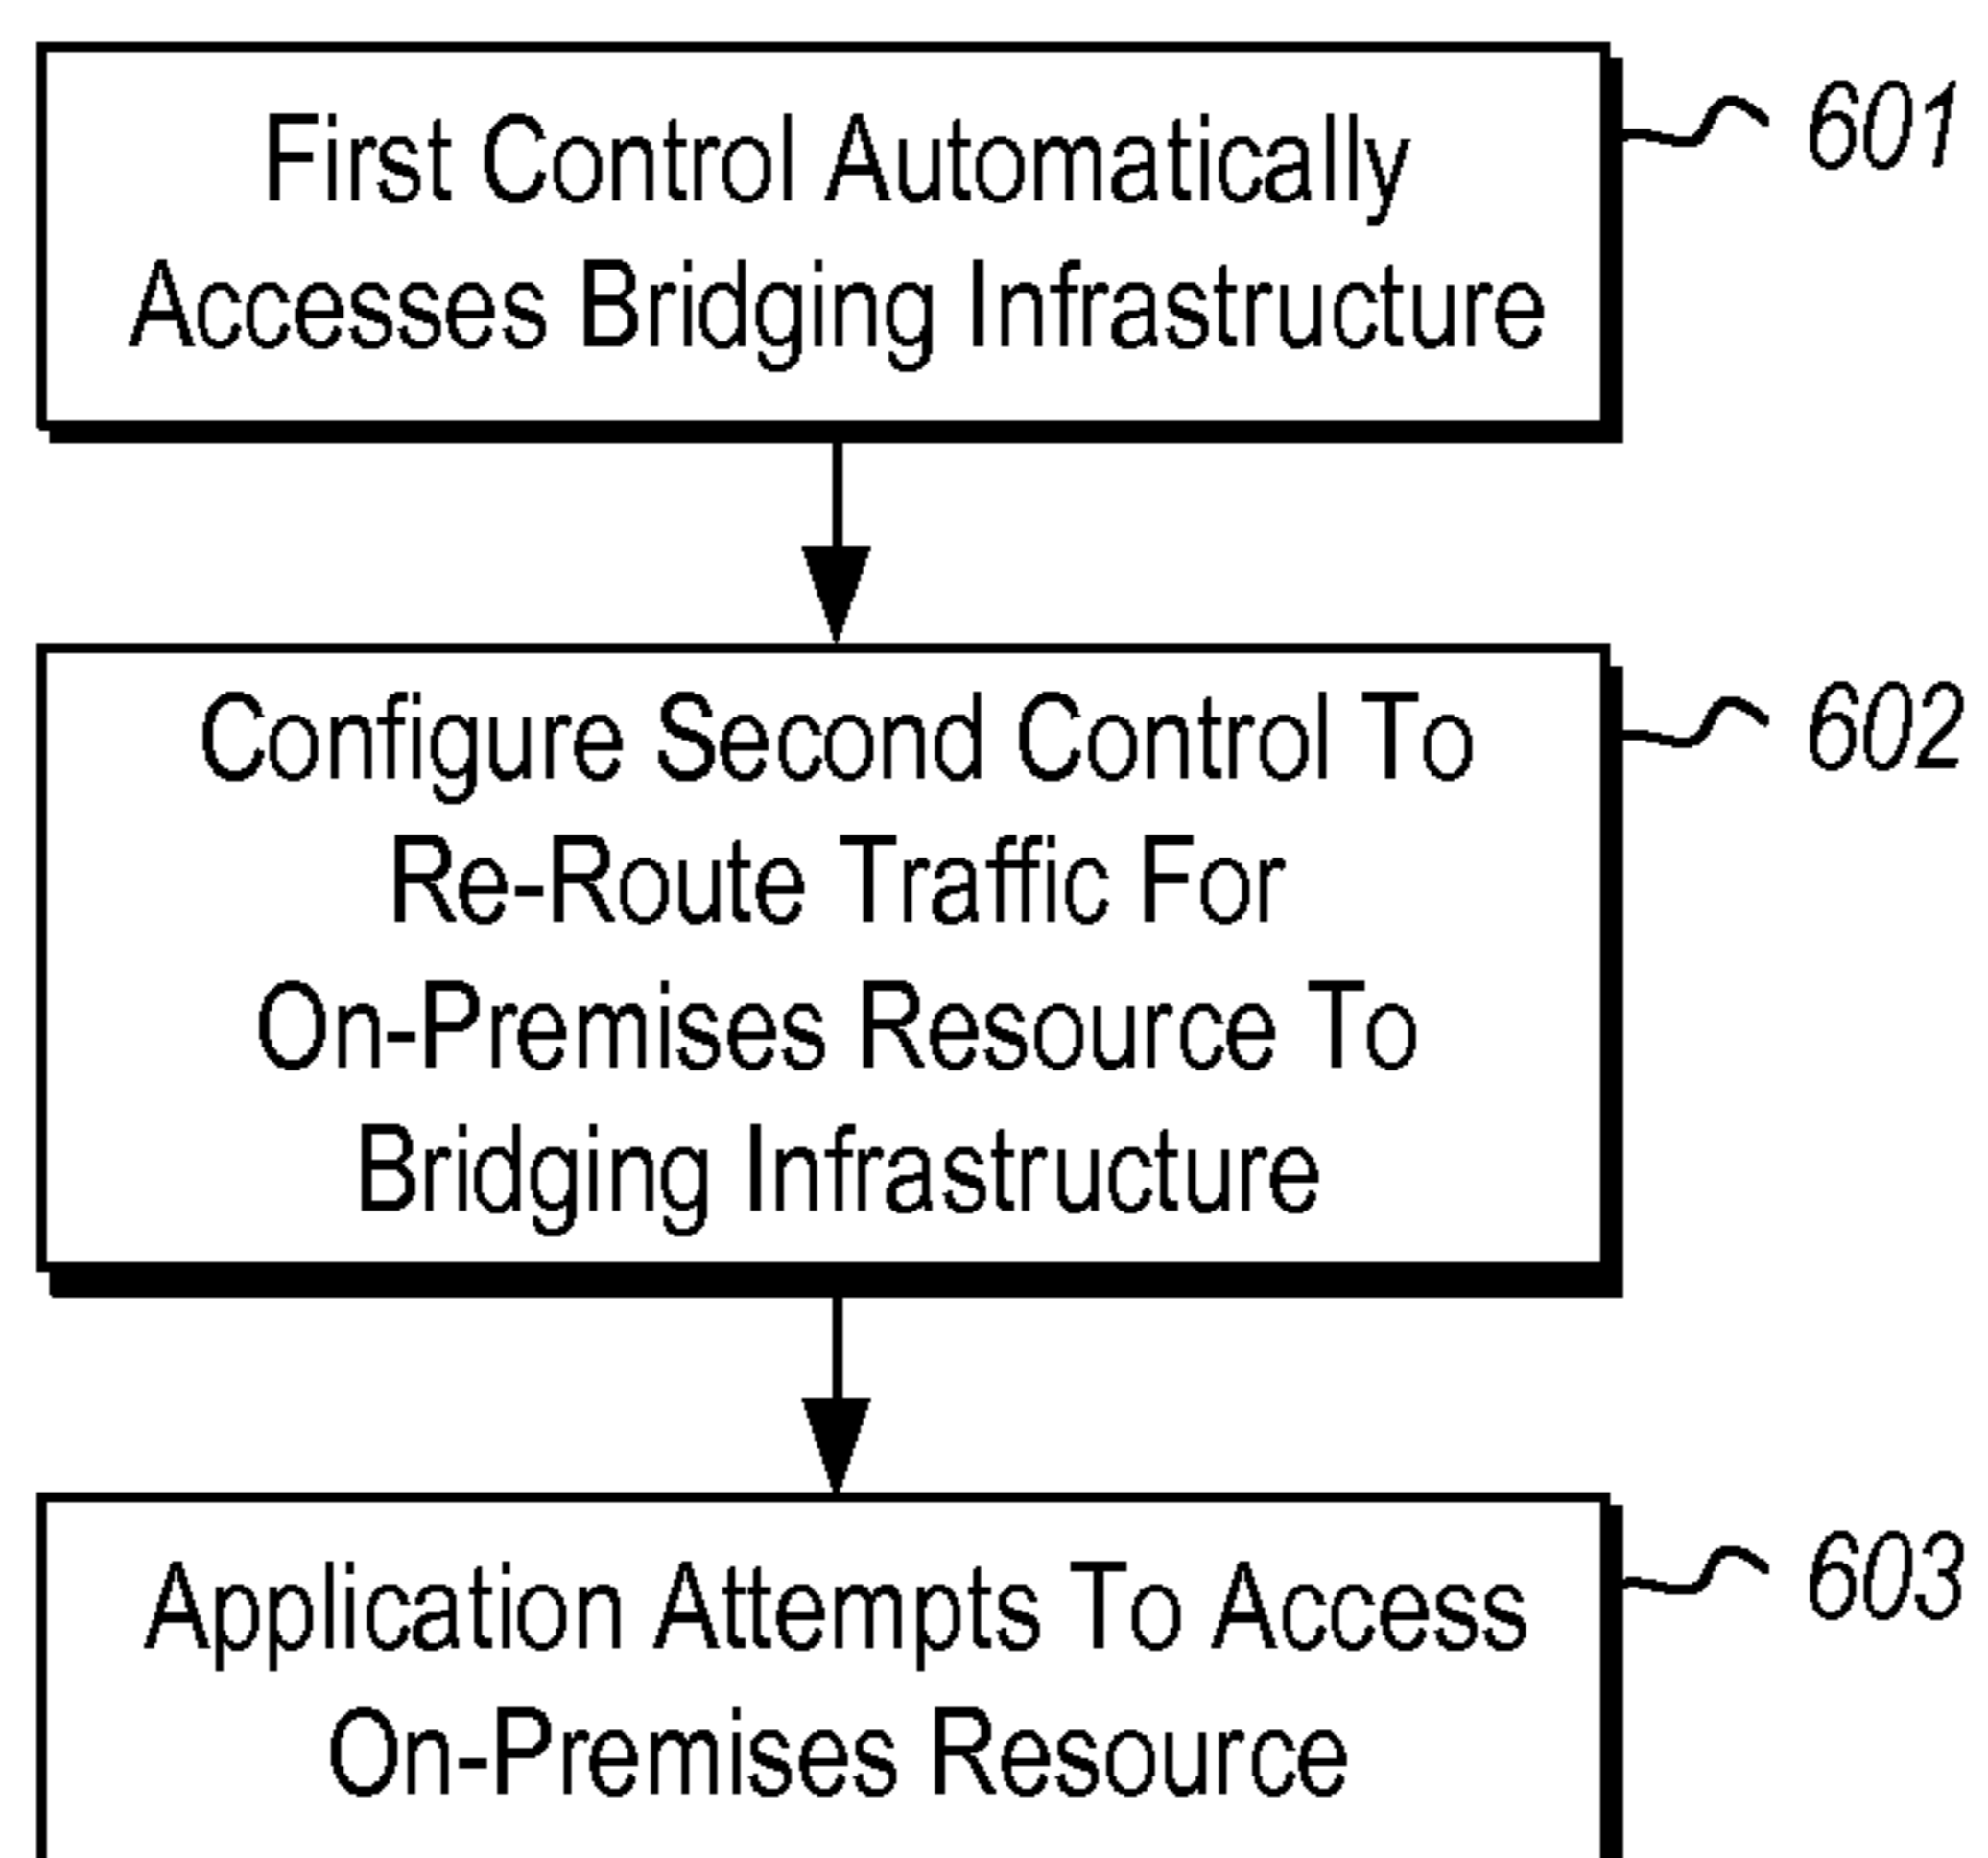 First Control Automatically
Accesses Bridging Infrastructure
601
Configure Second Control To
Re-Route Traffic For
On-Premises Resource To
Bridging Infrastructure
602
Application Attempts To Access
On-Premises Resource
603